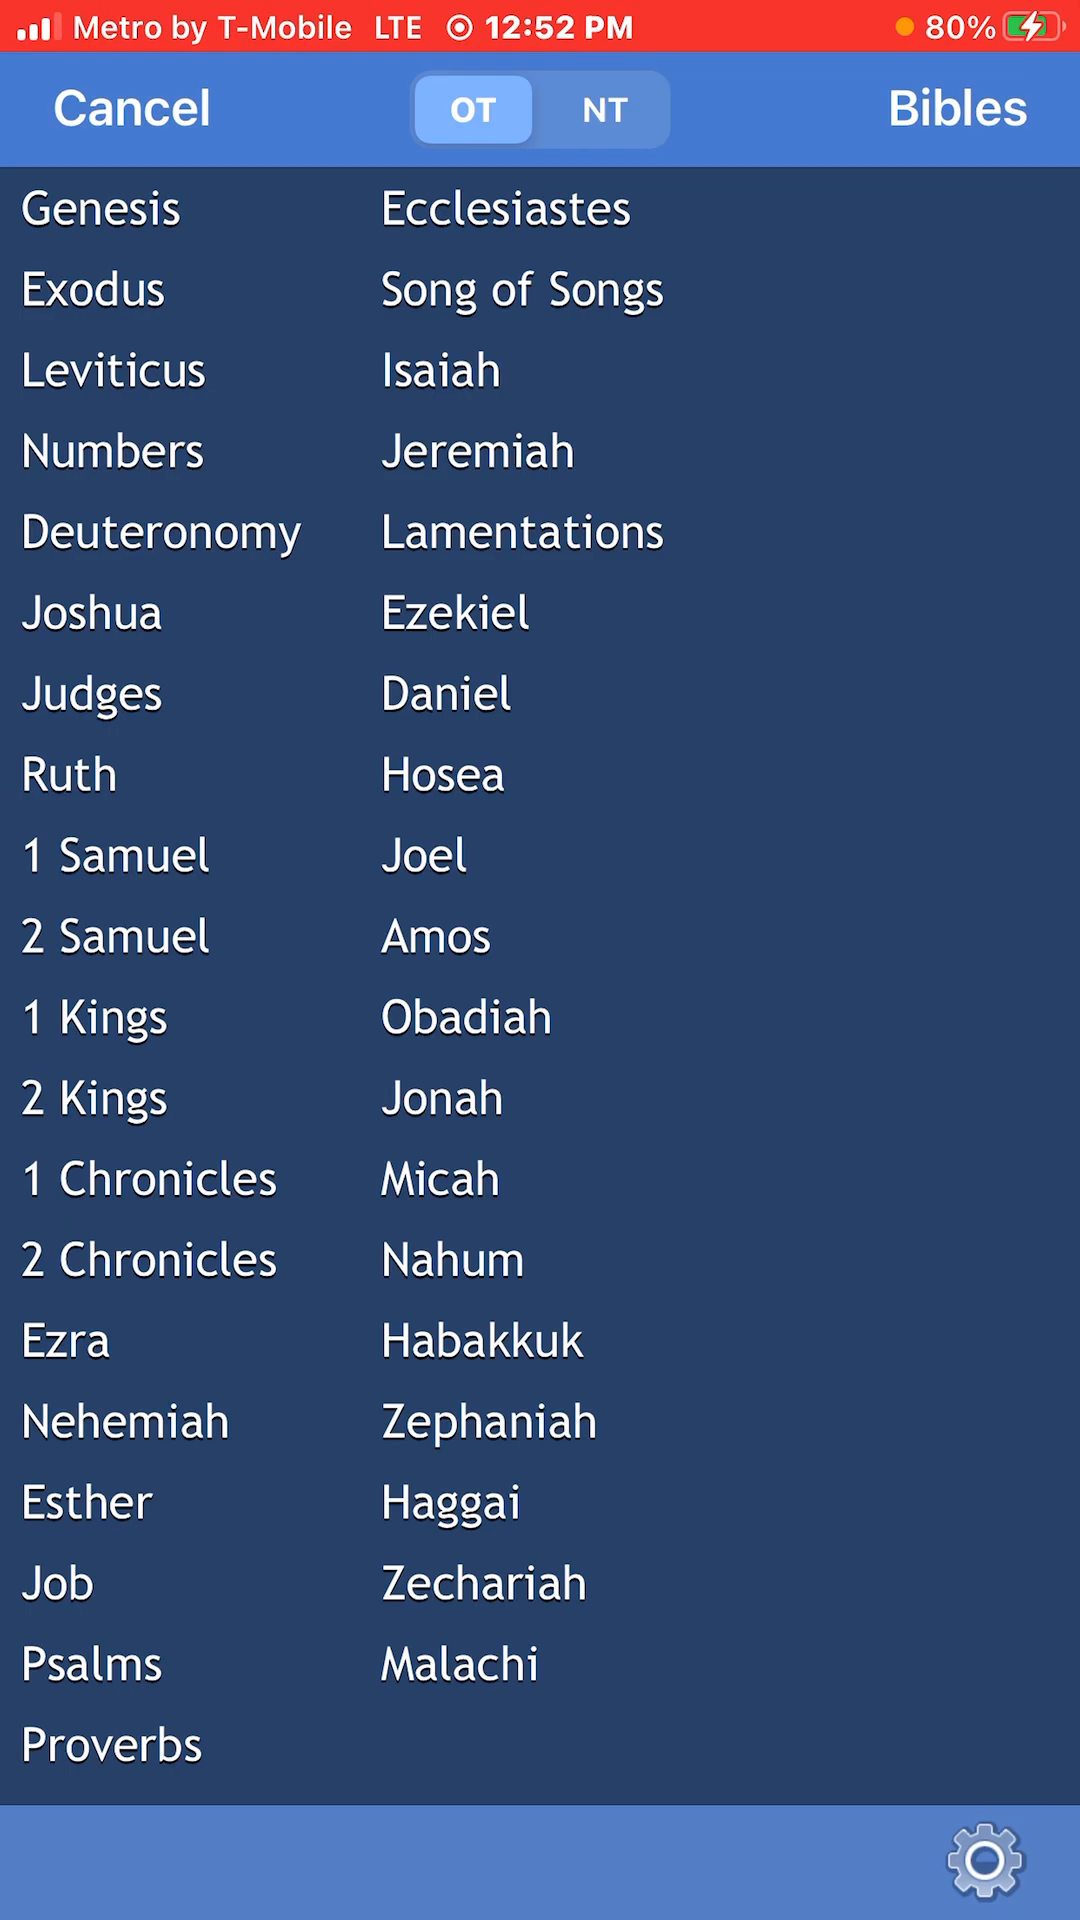 Metro by T-Mobile LTE 12:52 PM 80%
Cancel OT NT Bibles
Genesis
Exodus
Leviticus
Numbers
Deuteronomy
Joshua
Judges
Ruth
1 Samuel
2 Samuel
1 Kings
2 Kings
1 Chronicles
2 Chronicles
Ezra
Nehemiah
Esther
Job
Psalms
Proverbs
Ecclesiastes
Song of Songs
Isaiah
Jeremiah
Lamentations
Ezekiel
Daniel
Hosea
Joel
Amos
Obadiah
Jonah
Micah
Nahum
Habakkuk
Zephaniah
Haggai
Zechariah
Malachi